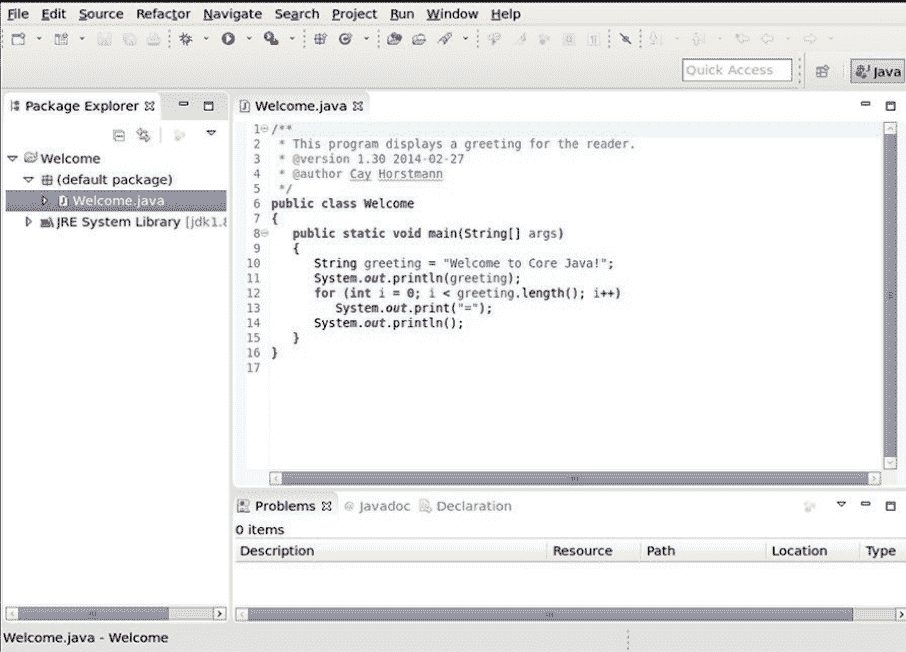 File Edit Source Refactor Navigate Search Project Run Window Help
Quick Access
Java
Package Explorer
Welcome
(default package)
Welcome.java
JRE System Library [jdk1.8
Welcome.java
1 /**
2  * This program displays a greeting for the reader.
3  * @version 1.30 2014-02-27
4  * @author Cay Horstmann
5  */
6 public class Welcome
7 {
8    public static void main(String[] args)
9    {
10       String greeting = "Welcome to Core Java!";
11       System.out.println(greeting);
12       for (int i = 0; i < greeting.length(); i++)
13          System.out.print("=");
14       System.out.println();
15    }
16 }
17
Problems @ Javadoc Declaration
0 items
Description Resource Path Location Type
Welcome.java - Welcome